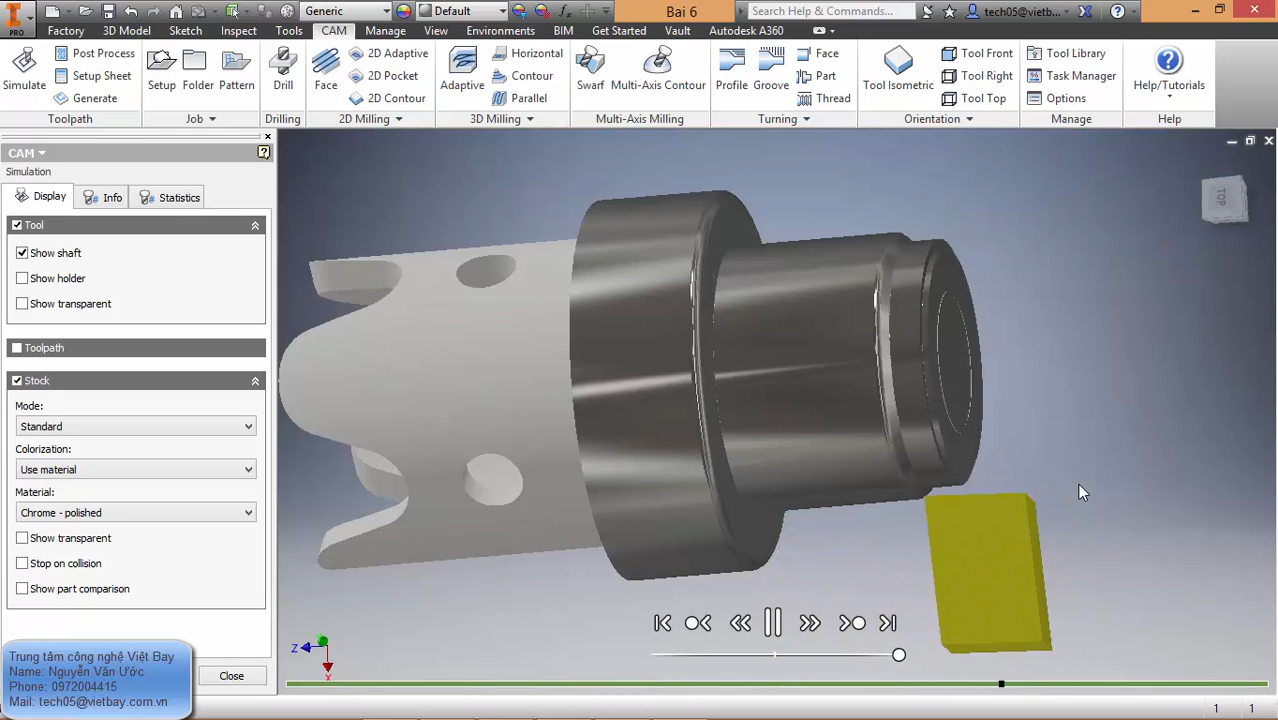 PRO
Generic
Default
Bai 6
Search Help & Commands...
tech05@vietb...
Factory 3D Model Sketch Inspect Tools CAM Manage View Environments BIM Get Started Vault Autodesk A360
Simulate
Post Process
Setup Sheet
Generate
Toolpath
Setup Folder Pattern
Job
Drill
Drilling
Face
2D Adaptive
2D Pocket
2D Contour
2D Milling
Adaptive
Horizontal
Contour
Parallel
3D Milling
Swarf Multi-Axis Contour
Multi-Axis Milling
Profile Groove
Face
Part
Thread
Turning
Tool Isometric
Tool Front
Tool Right
Tool Top
Orientation
Tool Library
Task Manager
Options
Manage
Help/Tutorials
Help
CAM
Simulation
Display Info Statistics
Tool
Show shaft
Show holder
Show transparent
Toolpath
Stock
Mode:
Standard
Colorization:
Use material
Material:
Chrome - polished
Show transparent
Stop on collision
Show part comparison
Close
Trung tâm công nghệ Việt Bay
Name: Nguyễn Văn Ước
Phone: 0972004415
Mail: tech05@vietbay.com.vn
TOP
Z
X
1 1